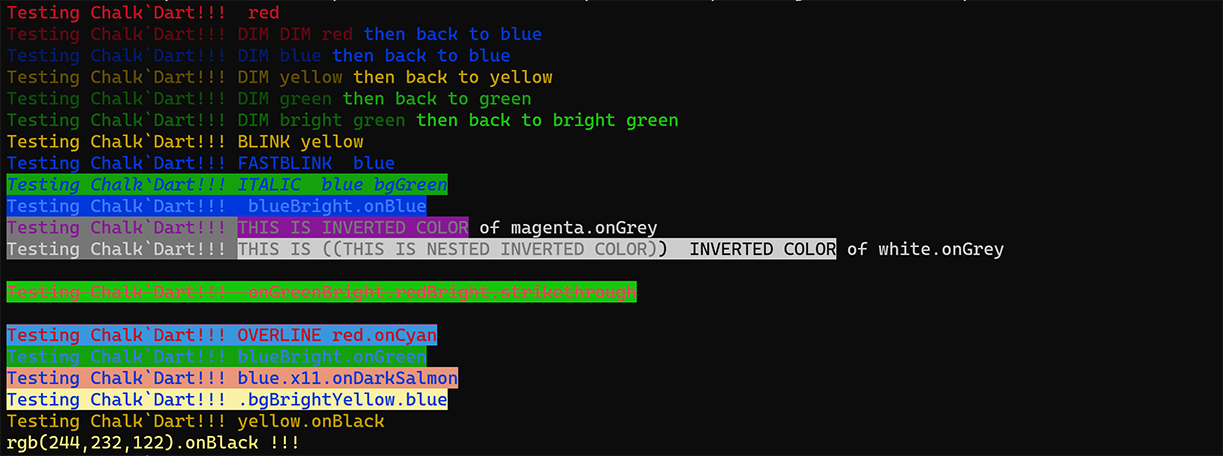 Testing Chalk`Dart!!!  red
Testing Chalk`Dart!!! DIM DIM red then back to blue
Testing Chalk`Dart!!! DIM blue then back to blue
Testing Chalk`Dart!!! DIM yellow then back to yellow
Testing Chalk`Dart!!! DIM green then back to green
Testing Chalk`Dart!!! DIM bright green then back to bright green
Testing Chalk`Dart!!! BLINK yellow
Testing Chalk`Dart!!! FASTBLINK  blue
Testing Chalk`Dart!!! ITALIC  blue bgGreen
Testing Chalk`Dart!!!  blueBright.onBlue
Testing Chalk`Dart!!! THIS IS INVERTED COLOR of magenta.onGrey
Testing Chalk`Dart!!! THIS IS ((THIS IS NESTED INVERTED COLOR))  INVERTED COLOR of white.onGrey
Testing Chalk`Dart!!!  onGreenBright.redBright.strikethrough
Testing Chalk`Dart!!! OVERLINE red.onCyan
Testing Chalk`Dart!!! blueBright.onGreen
Testing Chalk`Dart!!! blue.x11.onDarkSalmon
Testing Chalk`Dart!!! .bgBrightYellow.blue
Testing Chalk`Dart!!! yellow.onBlack
rgb(244,232,122).onBlack !!!